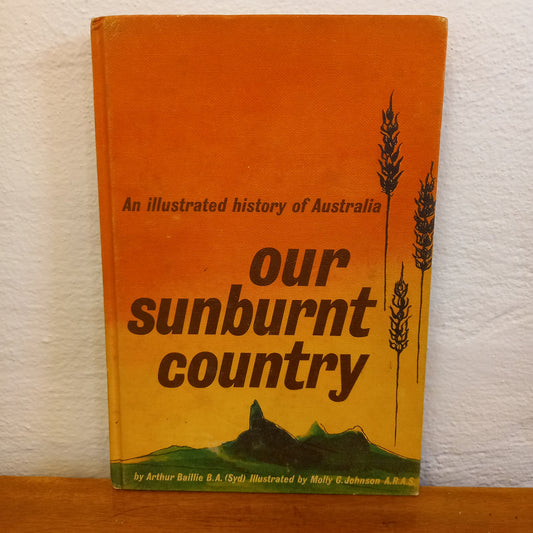 An illustrated history of Australia
our
sunburnt
country
by Arthur Baillie B.A. (Syd) Illustrated by Molly G. Johnson A.R.A.S.